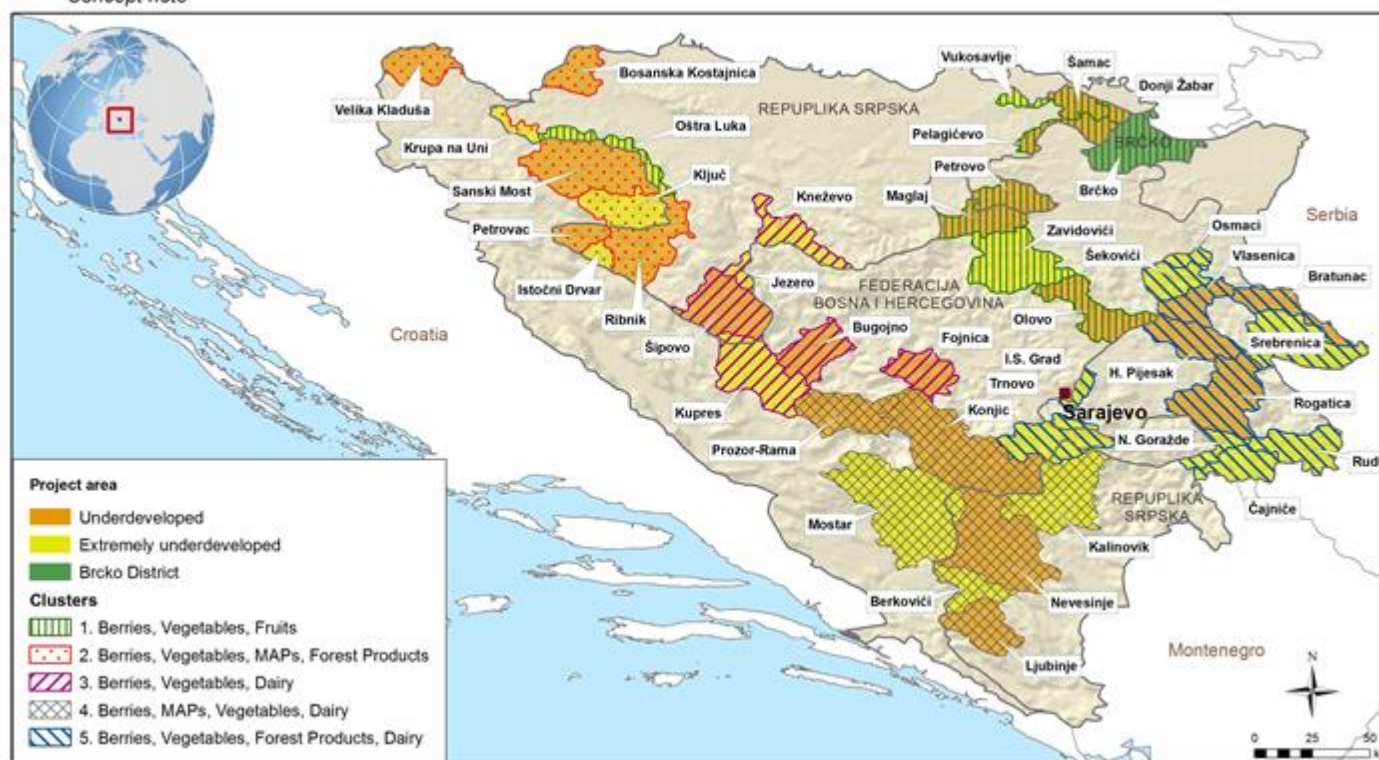 Concept note
Vukosavlje
Šamac
Donji Žabar
Bosanska Kostajnica
REPUPLIKA SRPSKA
Velika Kladuša
Oštra Luka
Pelagićevo
BRCKO
Krupa na Uni
Petrovo
Ključ
Brčko
Sanski Most
Kneževo
Maglaj
Serbia
Petrovac
Zavidovići
Osmaci
Šekovići
Vlasenica
Bratunac
Istočni Drvar
Jezero
FEDERACIJA
BOSNA I HERCEGOVINA
Ribnik
Olovo
Croatia
Bugojno
Fojnica
Šipovo
I.S. Grad
Srebrenica
H. Pijesak
Trnovo
Rogatica
Kupres
Konjic
Sarajevo
Prozor-Rama
N. Goražde
Rud
REPUPLIKA
SRPSKA
Čajniče
Mostar
Kalinovik
Berkovići
Nevesinje
Ljubinje
Montenegro
N
Project area
Underdeveloped
Extremely underdeveloped
Brcko District
Clusters
1. Berries, Vegetables, Fruits
2. Berries, Vegetables, MAPs, Forest Products
3. Berries, Vegetables, Dairy
4. Berries, MAPs, Vegetables, Dairy
5. Berries, Vegetables, Forest Products, Dairy
0 25 50